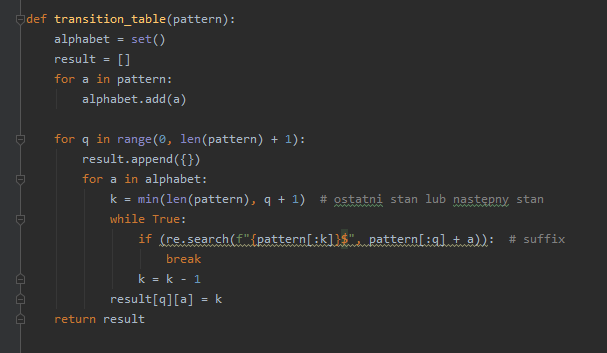 def transition_table(pattern):
    alphabet = set()
    result = []
    for a in pattern:
        alphabet.add(a)

    for q in range(0, len(pattern) + 1):
        result.append({})
        for a in alphabet:
            k = min(len(pattern), q + 1)  # ostatni stan lub nastepny stan
            while True:
                if (re.search(f"{pattern[:k]}$", pattern[:q] + a)):  # suffix
                    break
                k = k - 1
            result[q][a] = k
    return result